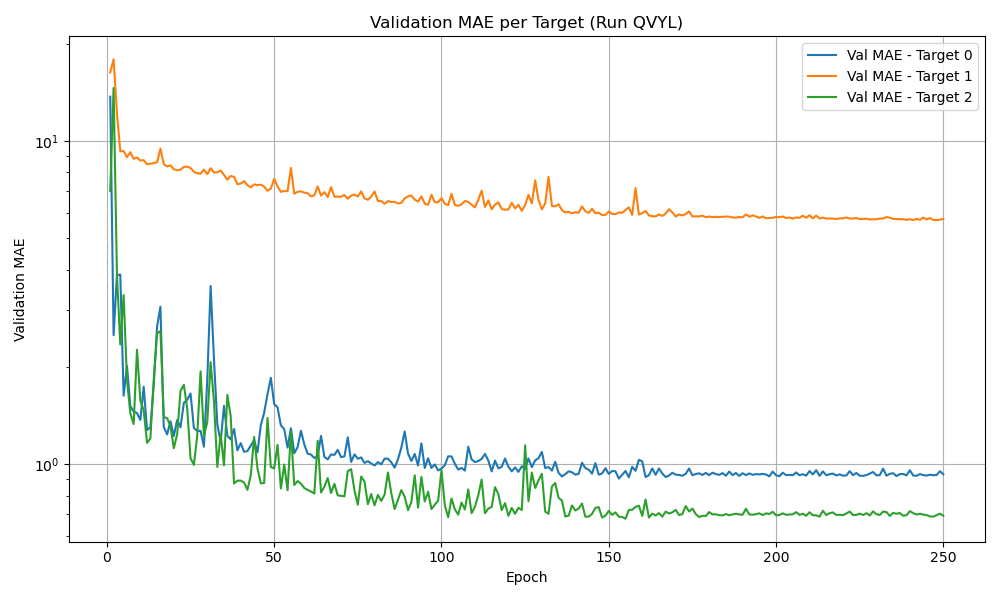 Validation MAE per Target (Run QVYL)
Val MAE - Target 0
Val MAE - Target 1
Val MAE - Target 2
Validation MAE
10¹
10⁰
0 50 100 150 200 250
Epoch